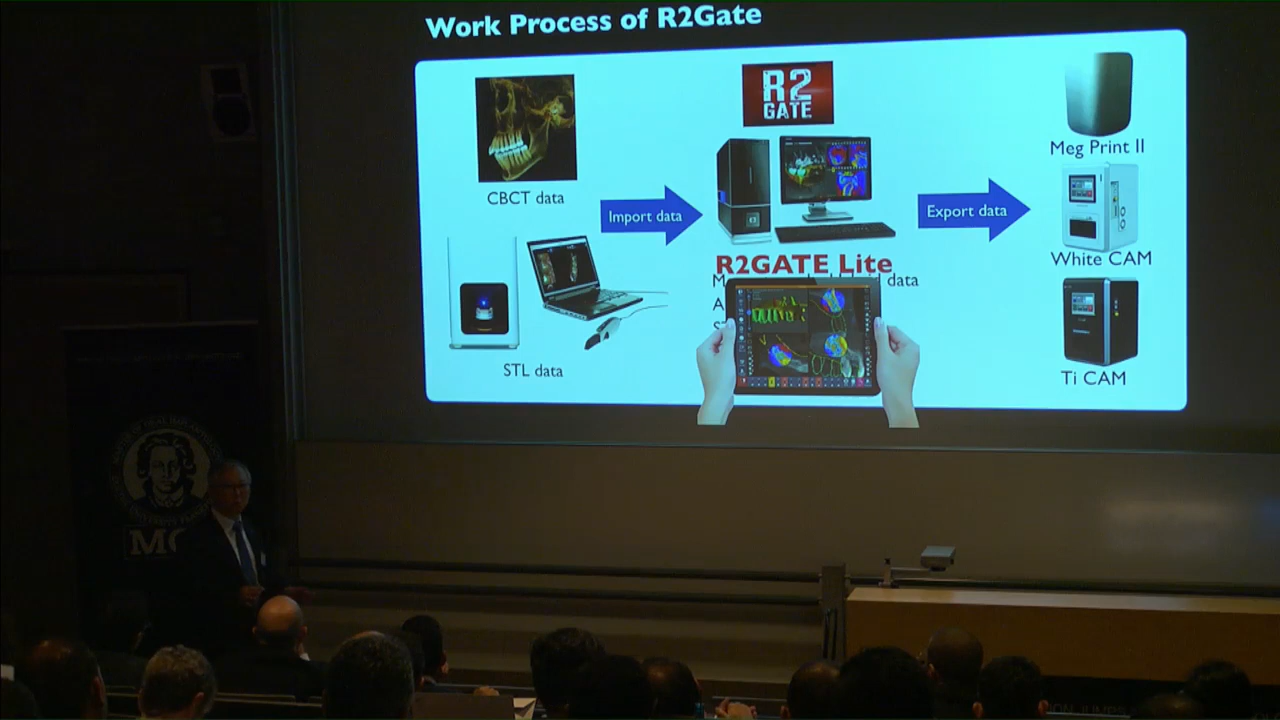 Work Process of R2Gate
CBCT data
STL data
Import data
R2
GATE
R2GATE Lite
data
Export data
Meg Print II
White CAM
Ti CAM